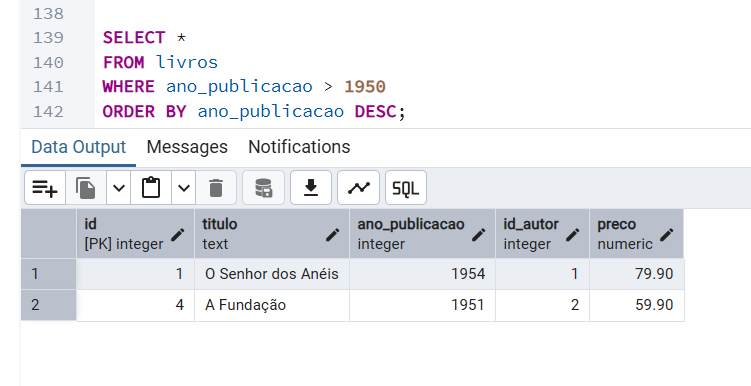 138
139 SELECT *
140 FROM livros
141 WHERE ano_publicacao > 1950
142 ORDER BY ano_publicacao DESC;
Data Output Messages Notifications
SQL
id titulo ano_publicacao id_autor preco
[PK] integer text integer integer numeric
1 1 O Senhor dos Anéis 1954 1 79.90
2 4 A Fundação 1951 2 59.90